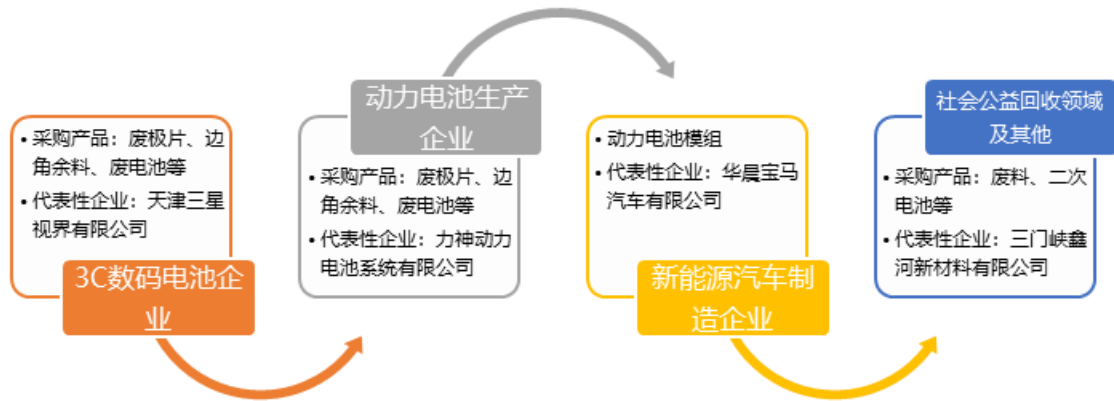 • 采购产品：废极片、边
角余料、废电池等
• 代表性企业：天津三星
视界有限公司
3C数码电池企
业
动力电池生产
企业
• 采购产品：废极片、边
角余料、废电池等
• 代表性企业：力神动力
电池系统有限公司
• 动力电池模组
• 代表性企业：华晨宝马
汽车有限公司
新能源汽车制
造企业
社会公益回收领域
及其他
• 采购产品：废料、二次
电池等
• 代表性企业：三门峡鑫
河新材料有限公司